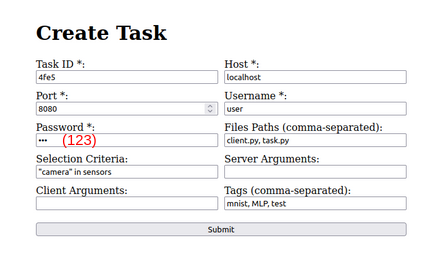 Create Task
Task ID *: Host *:
4fe5 localhost
Port *: Username *:
8080 user
Password *: Files Paths (comma-separated):
••• (123) client.py, task.py
Selection Criteria: Server Arguments:
"camera" in sensors
Client Arguments: Tags (comma-separated):
mnist, MLP, test
Submit